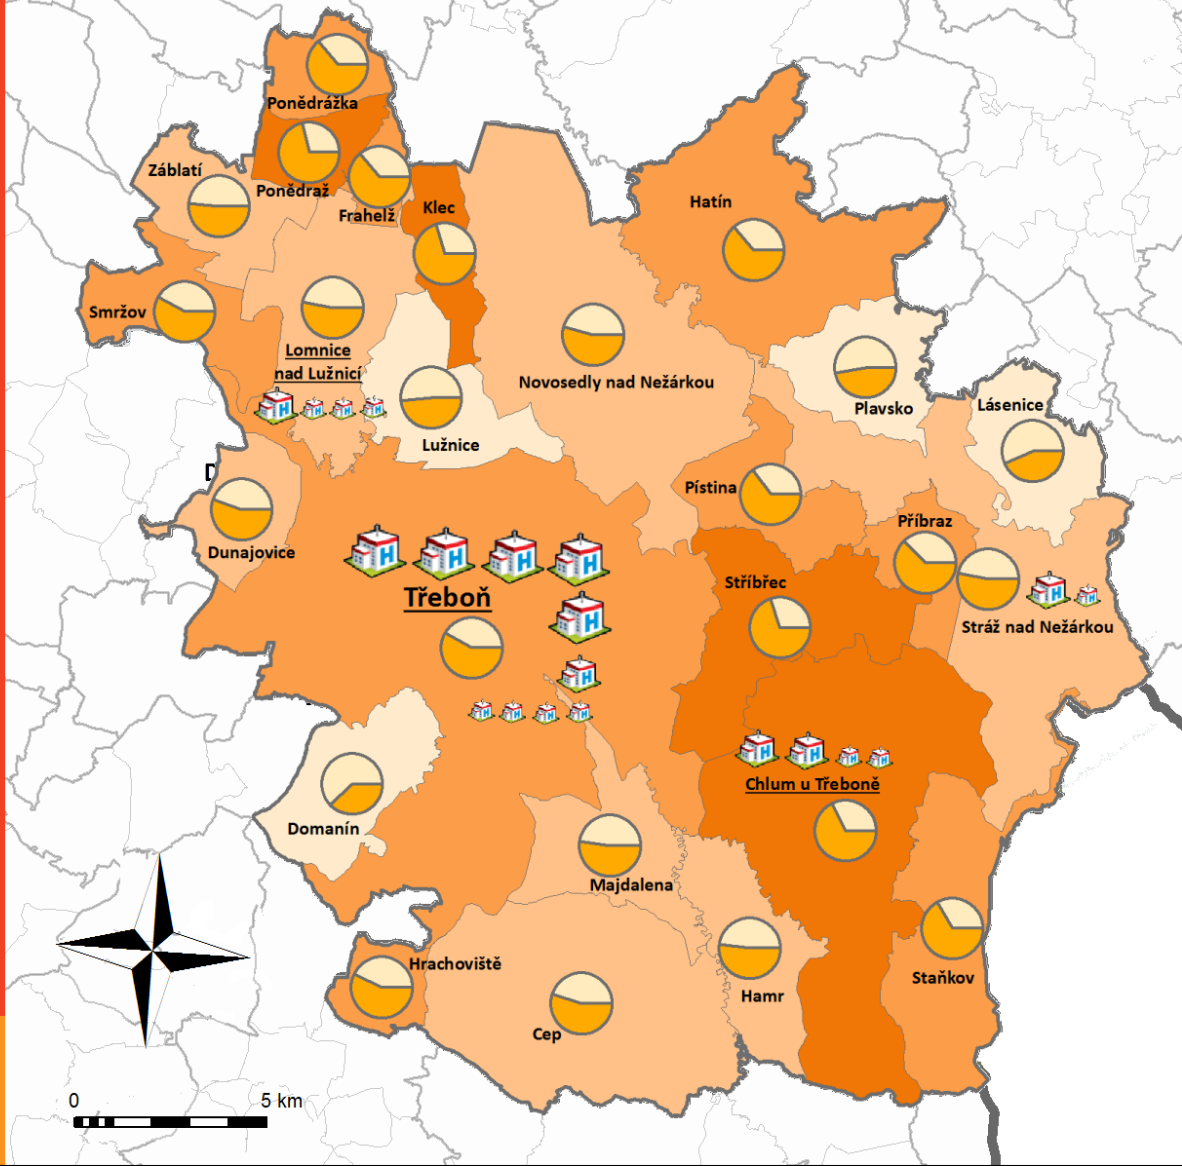 Ponědrážka
Záblatí
Ponědraž
Frahelž
Klec
Hatín
Smržov
Lomnice
nad Lužnicí
Novosedly nad Nežárkou
Plavsko
Lásenice
Lužnice
D
Pístina
Příbraz
Dunajovice
Stříbřec
Třeboň
Stráž nad Nežárkou
Chlum u Třeboně
Domanín
Majdalena
Hrachoviště
Staňkov
Hamr
Cep
0 5 km